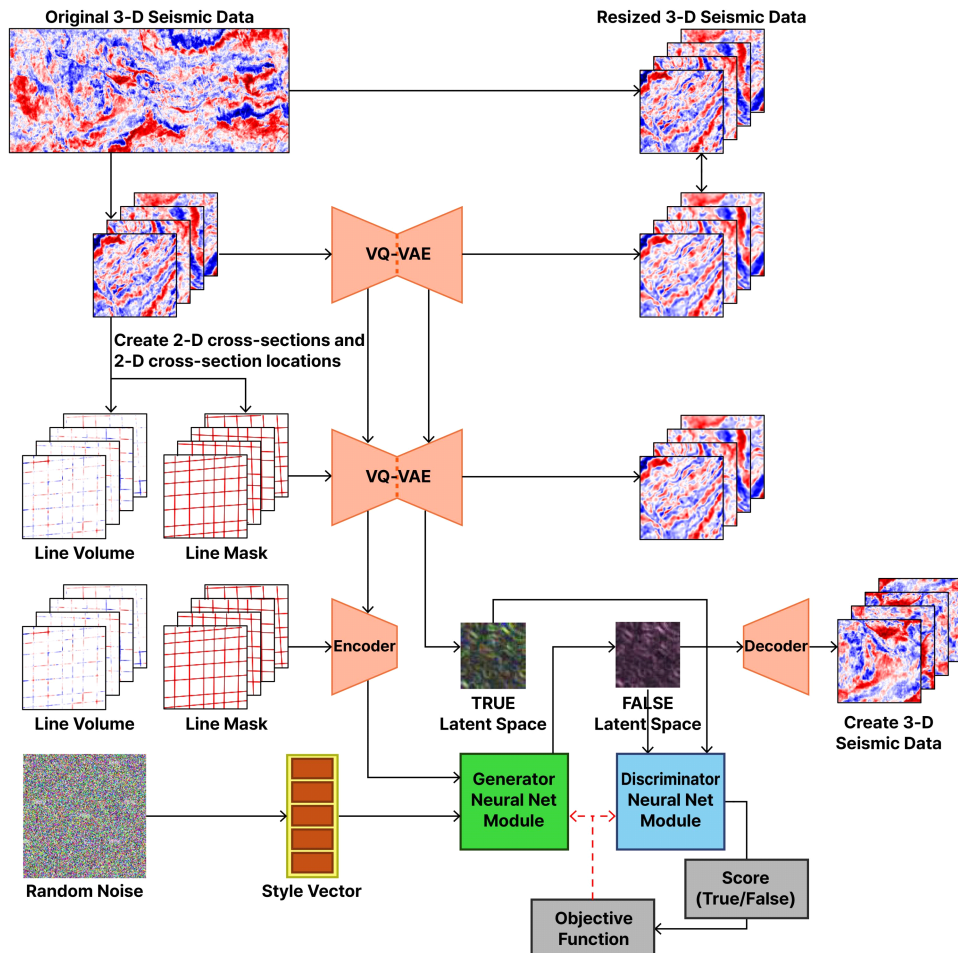 Original 3-D Seismic Data
Resized 3-D Seismic Data
VQ-VAE
Create 2-D cross-sections and
2-D cross-section locations
VQ-VAE
Line Volume
Line Mask
Encoder
Decoder
Line Volume
Line Mask
TRUE
Latent Space
FALSE
Latent Space
Create 3-D
Seismic Data
Generator
Neural Net
Module
Discriminator
Neural Net
Module
Random Noise
Style Vector
Score
(True/False)
Objective
Function